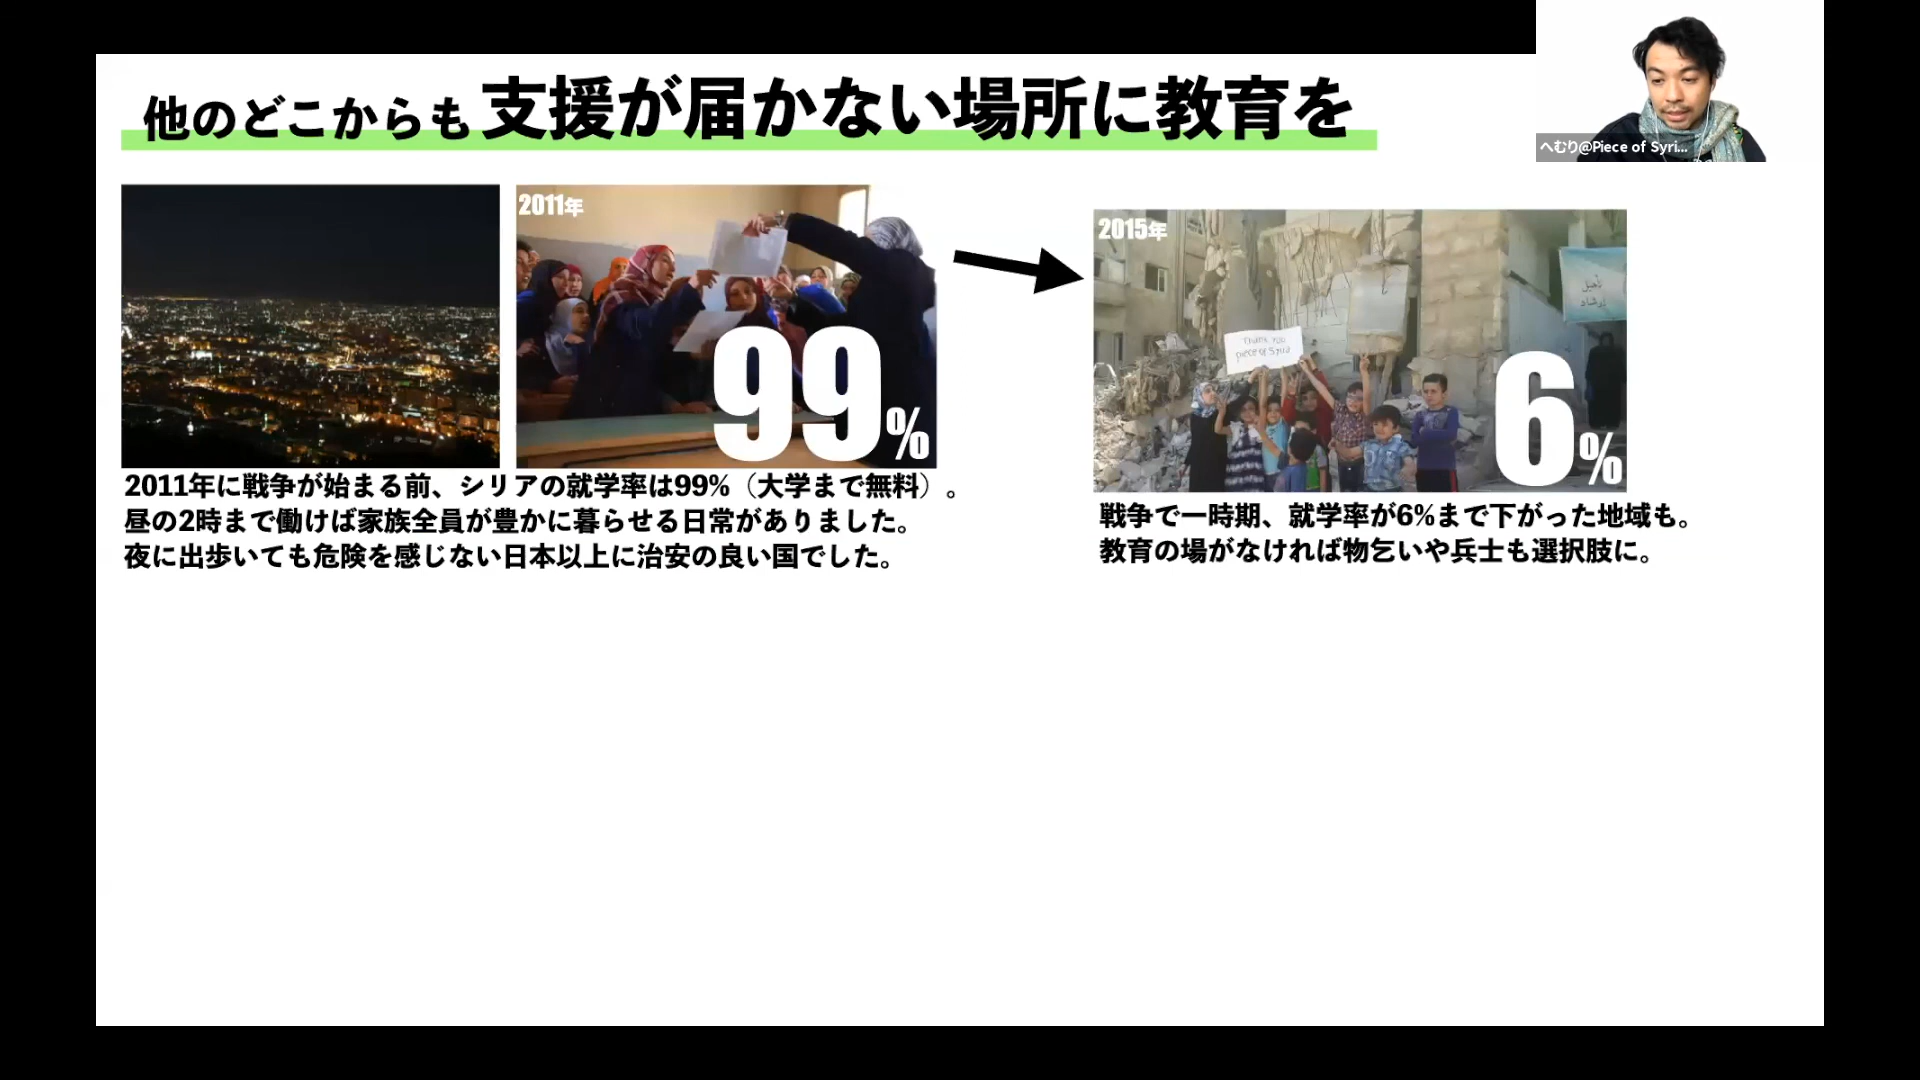 他のどこからも支援が届かない場所に教育を
へむり@Piece of Syri...
2011年
99%
2015年
Thank you
piece of Syria
تأهيل
6%
2011年に戦争が始まる前、シリアの就学率は99%（大学まで無料）。
昼の2時まで働けば家族全員が豊かに暮らせる日常がありました。
夜に出歩いても危険を感じない日本以上に治安の良い国でした。
戦争で一時期、就学率が6%まで下がった地域も。
教育の場がなければ物乞いや兵士も選択肢に。